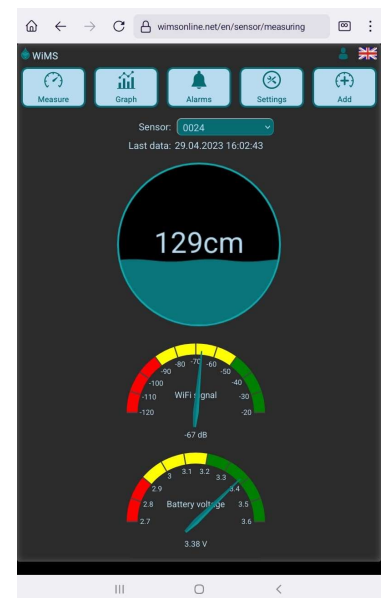 wimsonline.net/en/sensor/measuring
WiMS
Measure Graph Alarms Settings Add
Sensor: 0024
Last data: 29.04.2023 16:02:43
129cm
-120 -110 -100 -90 -80 -70 -60 -50 -40 -30 -20
WiFi signal
-67 dB
2.7 2.8 2.9 3 3.1 3.2 3.3 3.4 3.5 3.6
Battery voltage
3.38 V